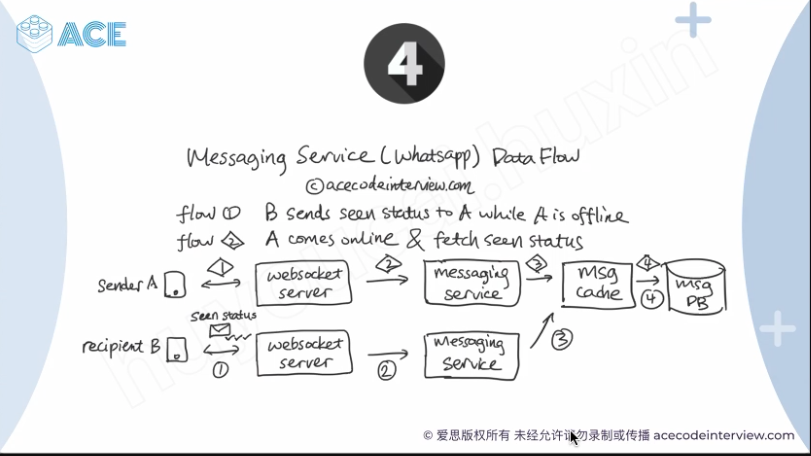 ACE
4
Messaging Service (Whatsapp) Data Flow
©acecodeinterview.com
flow ① B sends seen status to A while A is offline
flow ② A comes online & fetch seen status
sender A
1
websocket server
2
messaging service
3
msg cache
4
④
msg DB
seen status
recipient B
①
websocket server
②
messaging service
③
© 爱思版权所有 未经允许 勿录制或传播 acecodeinterview.com